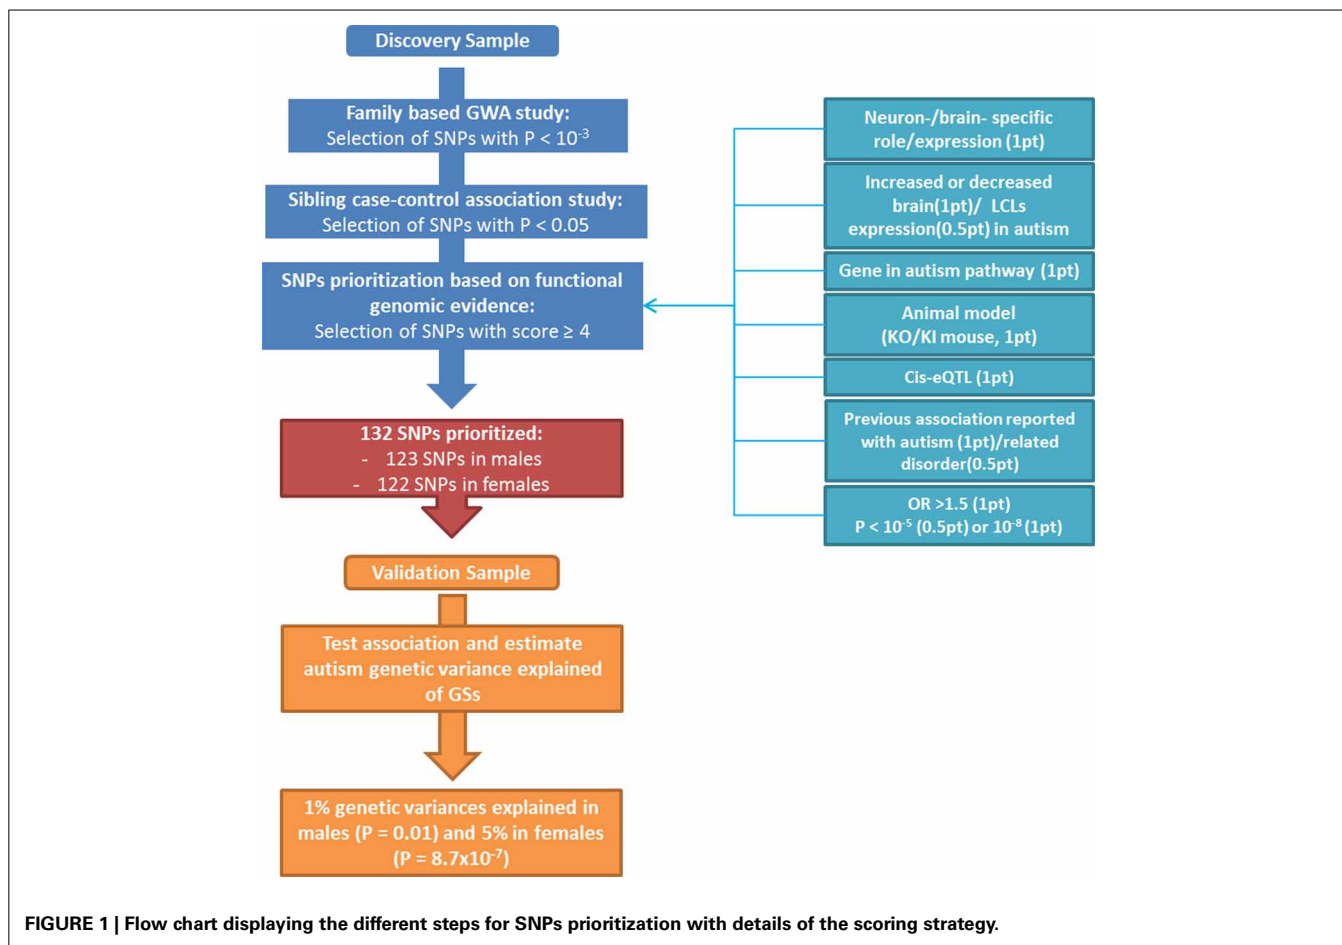 Discovery Sample
Family based GWA study:
Selection of SNPs with P < 10⁻³
Sibling case-control association study:
Selection of SNPs with P < 0.05
SNPs prioritization based on functional
genomic evidence:
Selection of SNPs with score ≥ 4
Neuron-/brain- specific
role/expression (1pt)
Increased or decreased
brain(1pt)/ LCLs
expression(0.5pt) in autism
Gene in autism pathway (1pt)
Animal model
(KO/KI mouse, 1pt)
Cis-eQTL (1pt)
Previous association reported
with autism (1pt)/related
disorder(0.5pt)
OR >1.5 (1pt)
P < 10⁻⁵ (0.5pt) or 10⁻⁸ (1pt)
132 SNPs prioritized:
- 123 SNPs in males
- 122 SNPs in females
Validation Sample
Test association and estimate
autism genetic variance explained
of GSs
1% genetic variances explained in
males (P = 0.01) and 5% in females
(P = 8.7x10⁻⁷)
FIGURE 1 | Flow chart displaying the different steps for SNPs prioritization with details of the scoring strategy.